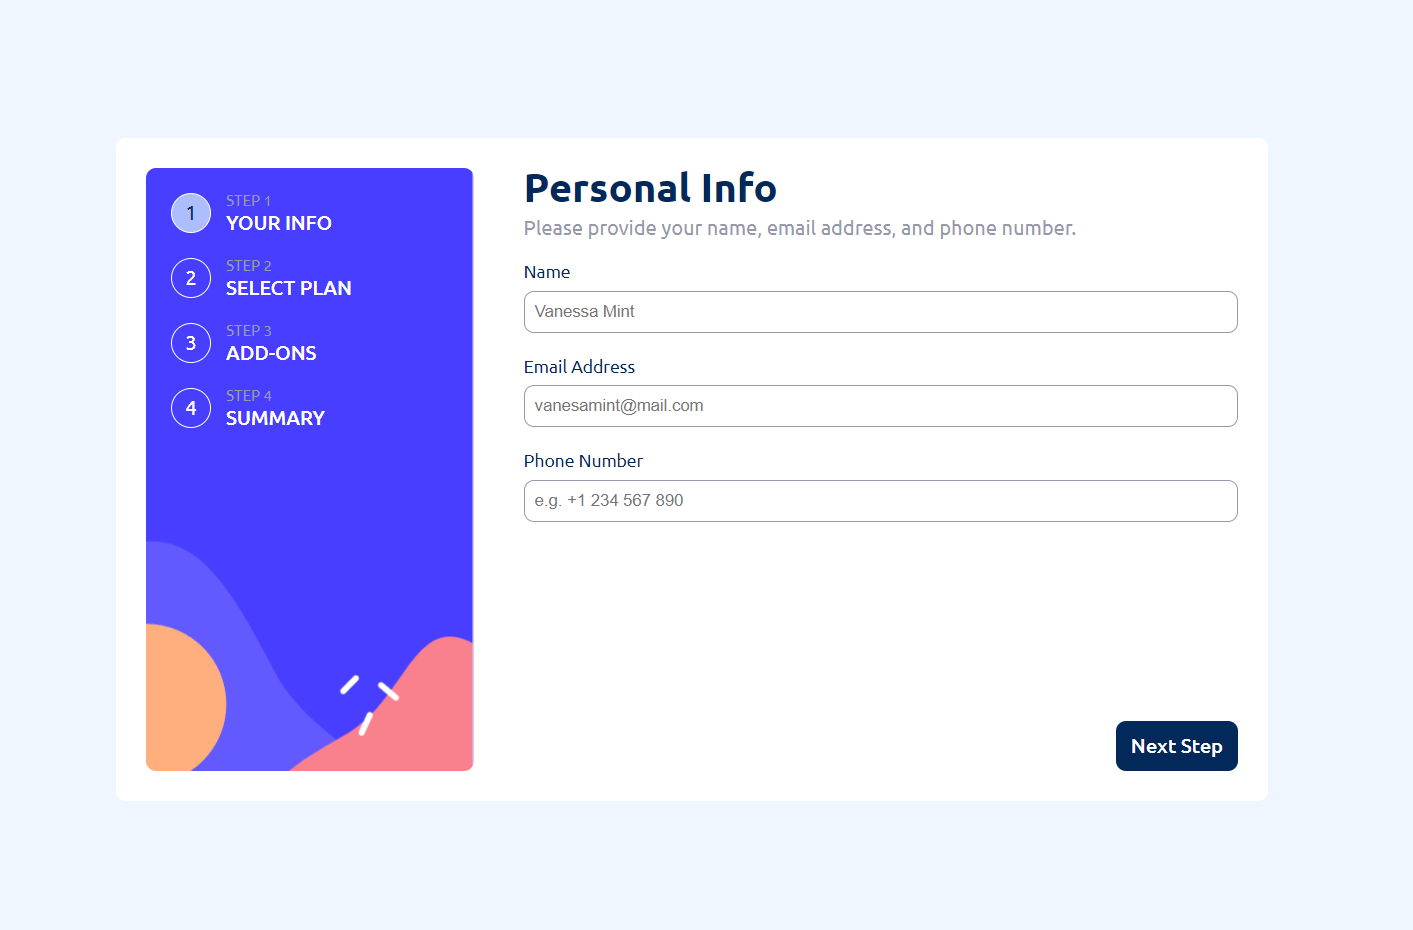 1
STEP 1
YOUR INFO
2
STEP 2
SELECT PLAN
3
STEP 3
ADD-ONS
4
STEP 4
SUMMARY
Personal Info
Please provide your name, email address, and phone number.
Name
Vanessa Mint
Email Address
vanesamint@mail.com
Phone Number
e.g. +1 234 567 890
Next Step